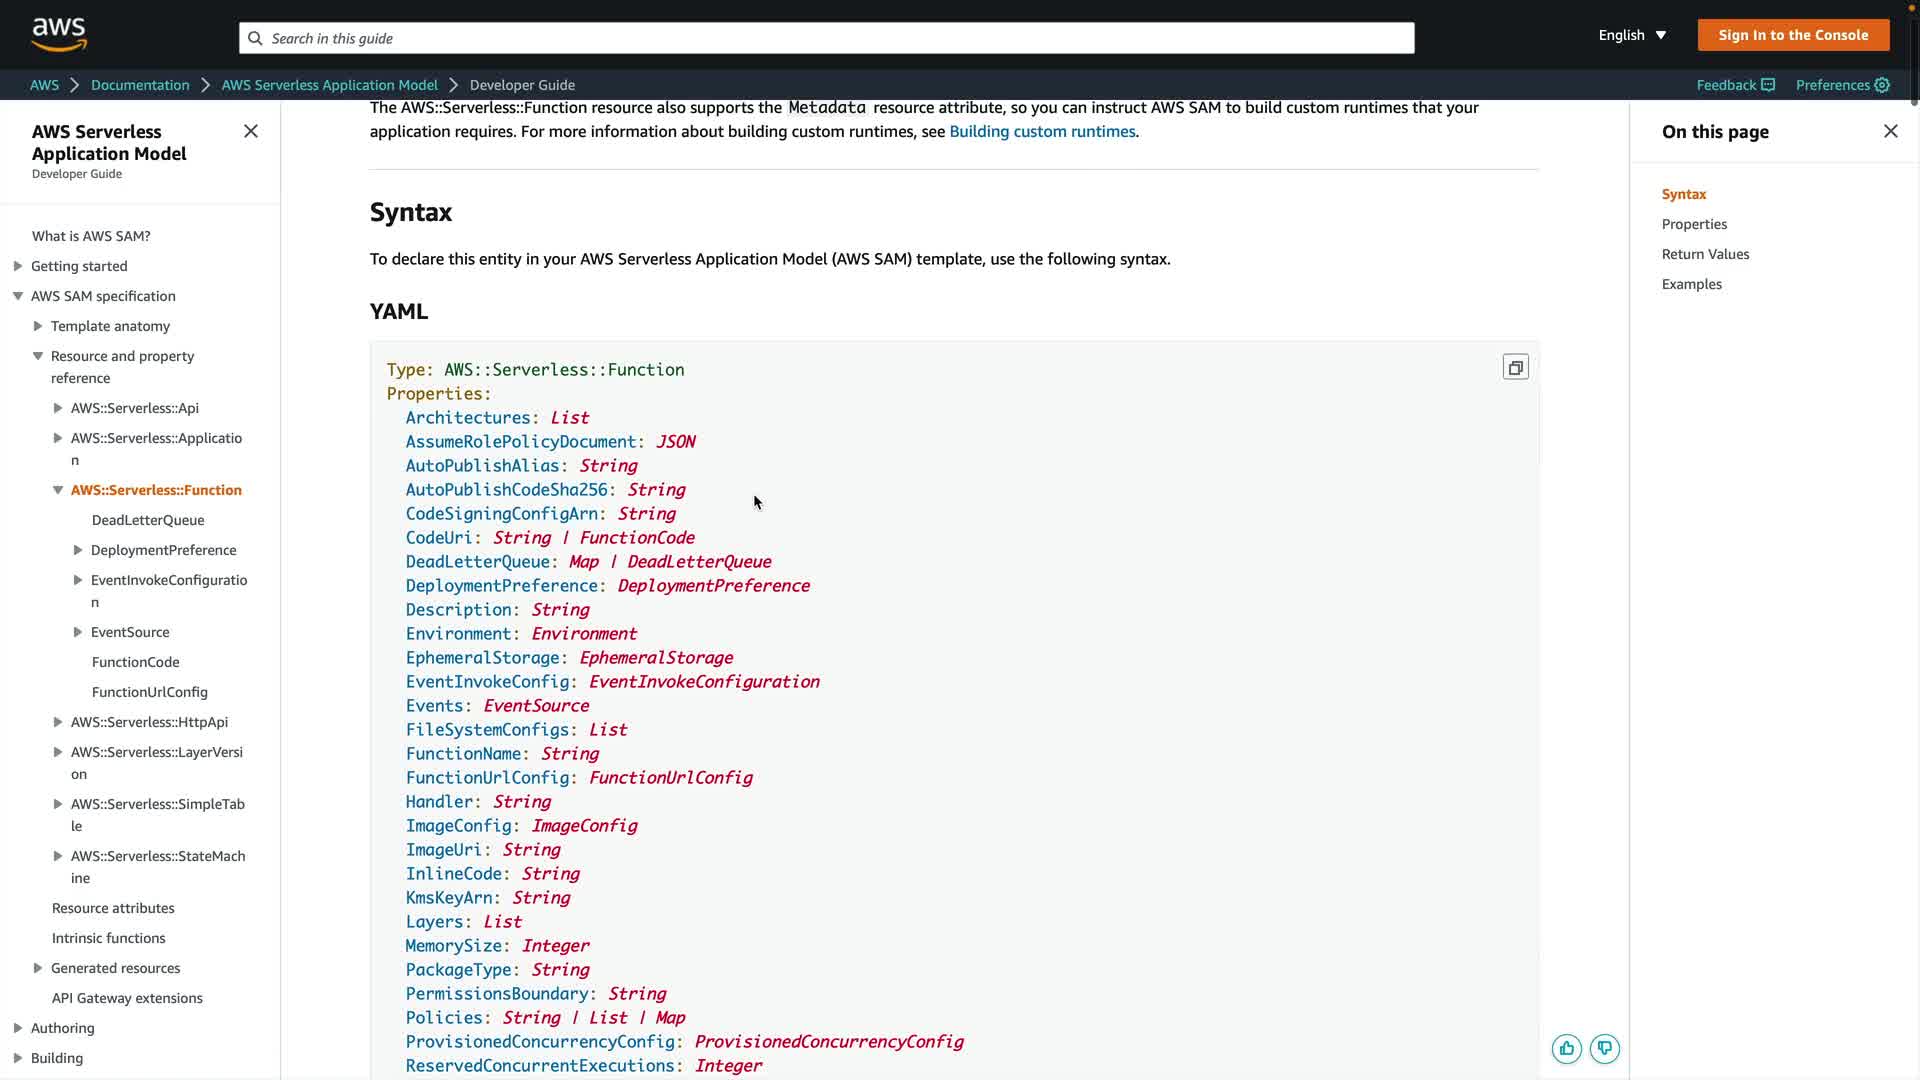 aws
Search in this guide
English
Sign In to the Console
AWS
Documentation
AWS Serverless Application Model
Developer Guide
Feedback
Preferences
AWS Serverless
Application Model
Developer Guide
What is AWS SAM?
Getting started
AWS SAM specification
Template anatomy
Resource and property
reference
AWS::Serverless::Api
AWS::Serverless::Applicatio
n
AWS::Serverless::Function
DeadLetterQueue
DeploymentPreference
EventInvokeConfiguratio
n
EventSource
FunctionCode
FunctionUrlConfig
AWS::Serverless::HttpApi
AWS::Serverless::LayerVersi
on
AWS::Serverless::SimpleTab
le
AWS::Serverless::StateMach
ine
Resource attributes
Intrinsic functions
Generated resources
API Gateway extensions
Authoring
Building
The AWS::Serverless::Function resource also supports the Metadata resource attribute, so you can instruct AWS SAM to build custom runtimes that your
application requires. For more information about building custom runtimes, see Building custom runtimes.
Syntax
To declare this entity in your AWS Serverless Application Model (AWS SAM) template, use the following syntax.
YAML
Type: AWS::Serverless::Function
Properties:
Architectures: List
AssumeRolePolicyDocument: JSON
AutoPublishAlias: String
AutoPublishCodeSha256: String
CodeSigningConfigArn: String
CodeUri: String | FunctionCode
DeadLetterQueue: Map | DeadLetterQueue
DeploymentPreference: DeploymentPreference
Description: String
Environment: Environment
EphemeralStorage: EphemeralStorage
EventInvokeConfig: EventInvokeConfiguration
Events: EventSource
FileSystemConfigs: List
FunctionName: String
FunctionUrlConfig: FunctionUrlConfig
Handler: String
ImageConfig: ImageConfig
ImageUri: String
InlineCode: String
KmsKeyArn: String
Layers: List
MemorySize: Integer
PackageType: String
PermissionsBoundary: String
Policies: String | List | Map
ProvisionedConcurrencyConfig: ProvisionedConcurrencyConfig
ReservedConcurrentExecutions: Integer
On this page
Syntax
Properties
Return Values
Examples